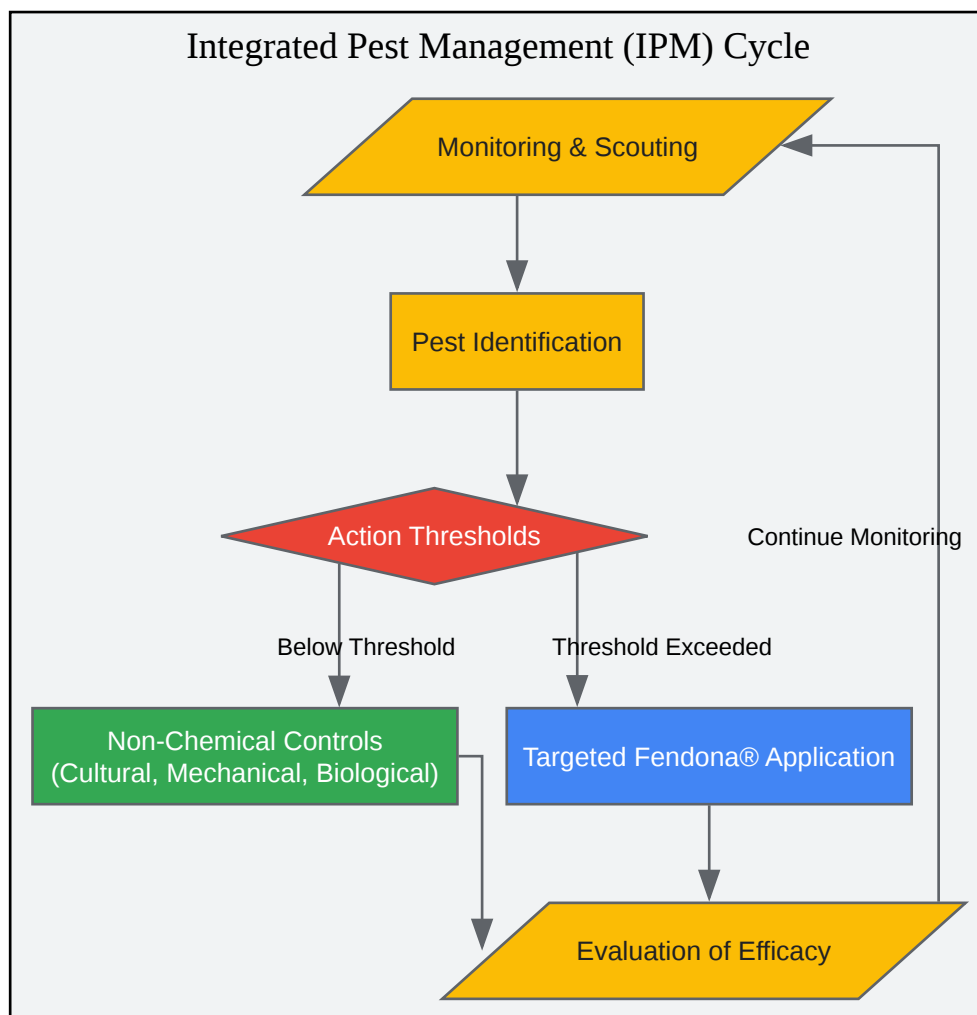 Integrated Pest Management (IPM) Cycle
Monitoring & Scouting
Pest Identification
Action Thresholds
Continue Monitoring
Below Threshold
Threshold Exceeded
Non-Chemical Controls
(Cultural, Mechanical, Biological)
Targeted Fendona® Application
Evaluation of Efficacy